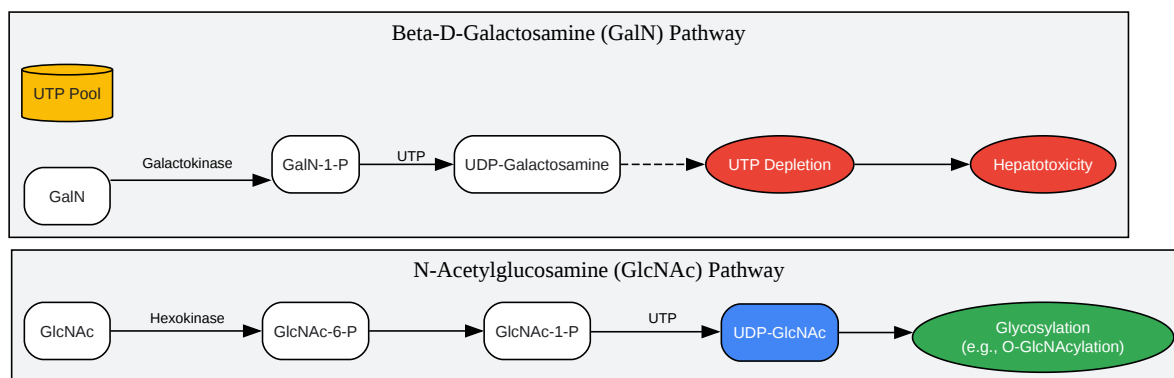 Beta-D-Galactosamine (GalN) Pathway
UTP Pool
GalN
Galactokinase
GalN-1-P
UTP
UDP-Galactosamine
UTP Depletion
Hepatotoxicity
N-Acetylglucosamine (GlcNAc) Pathway
GlcNAc
Hexokinase
GlcNAc-6-P
GlcNAc-1-P
UTP
UDP-GlcNAc
Glycosylation
(e.g., O-GlcNAcylation)